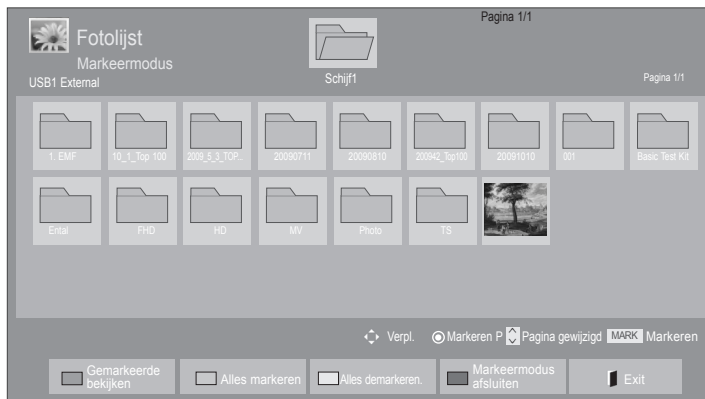 Pagina 1/1
Fotolijst
Markeermodus
USB1 External
Schijf1
Pagina 1/1
1. EMF
10_1_Top 100
2009_5_3_TOP...
20090711
20090810
200942_Top100
20091010
001
Basic Test Kit
Ental
FHD
HD
MV
Photo
TS
Verpl.
Markeren
P
Pagina gewijzigd
MARK
Markeren
Gemarkeerde
bekijken
Alles markeren
Alles demarkeren.
Markeermodus
afsluiten
Exit